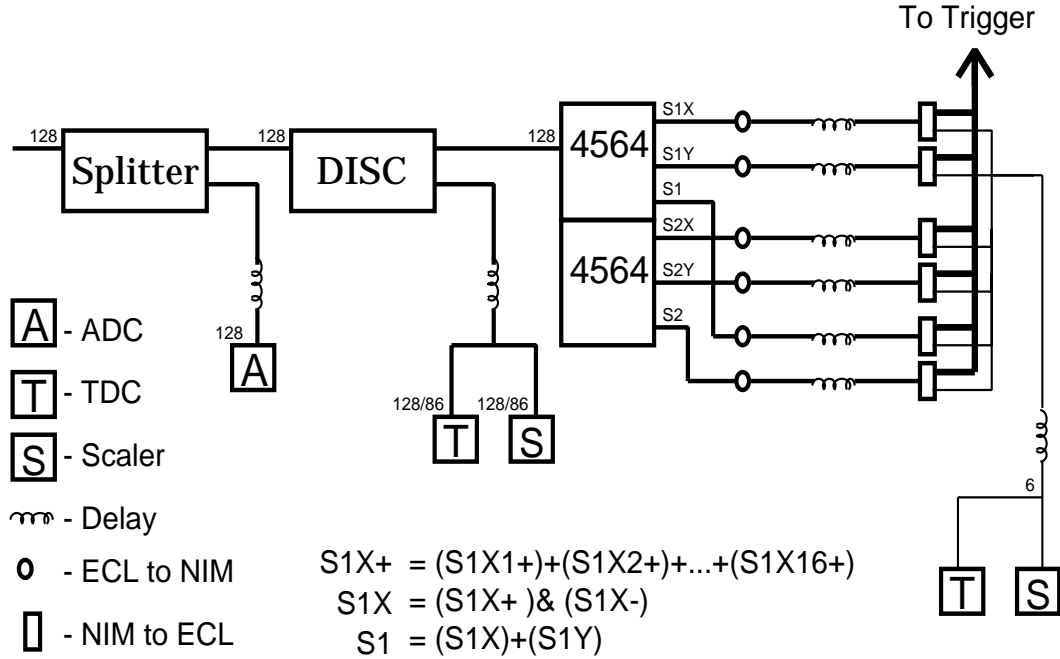 To Trigger
128
Splitter
128
DISC
128
4564
S1X
S1Y
S1
4564
S2X
S2Y
S2
128
A
128/86
T
128/86
S
A - ADC
T - TDC
S - Scaler
- Delay
- ECL to NIM
- NIM to ECL
6
T
S
S1X+ = (S1X1+)+(S1X2+)+...+(S1X16+)
S1X = (S1X+ )& (S1X-)
S1 = (S1X)+(S1Y)